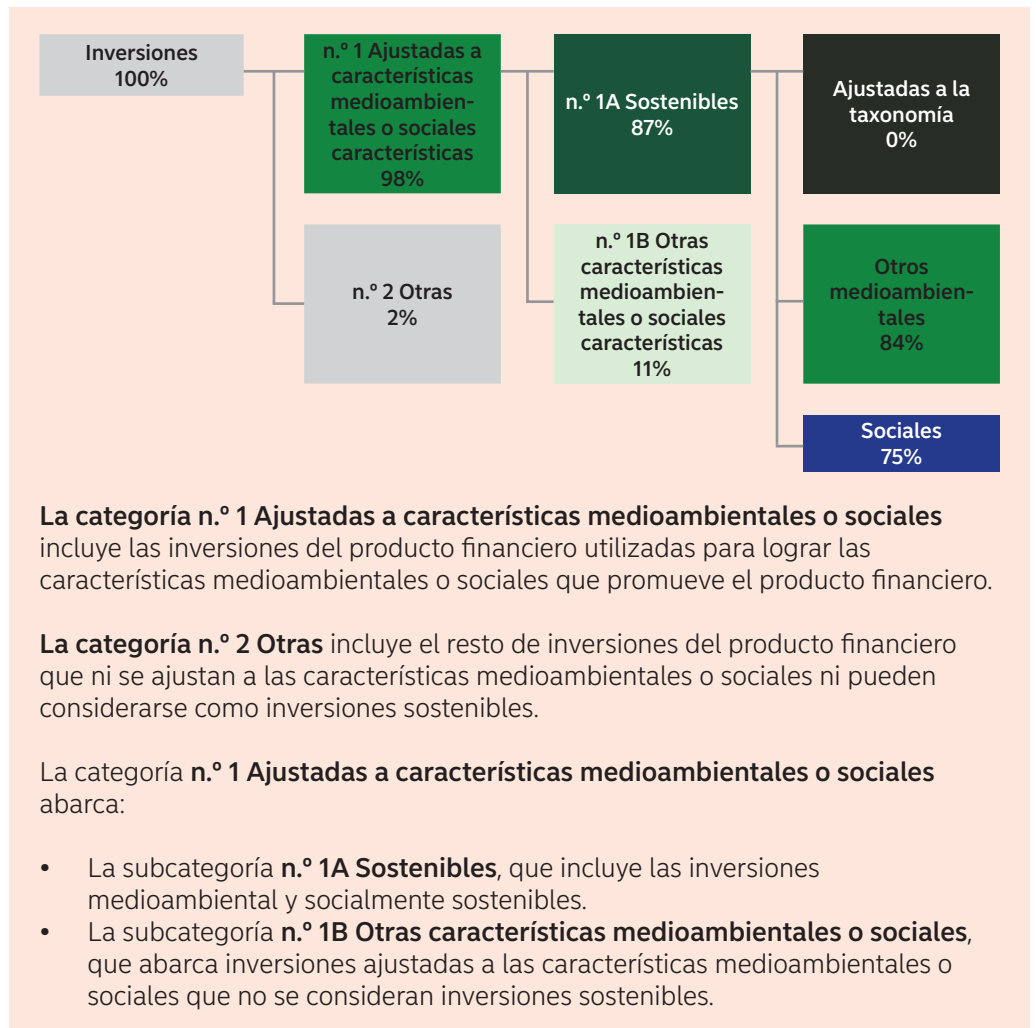 Inversiones
100%
n.º 1 Ajustadas a
características
medioambien-
tales o sociales
características
98%
n.º 1A Sostenibles
87%
Ajustadas a la
taxonomía
0%
n.º 2 Otras
2%
n.º 1B Otras
características
medioambien-
tales o sociales
características
11%
Otros
medioambien-
tales
84%
Sociales
75%
La categoría n.º 1 Ajustadas a características medioambientales o sociales
incluye las inversiones del producto financiero utilizadas para lograr las
características medioambientales o sociales que promueve el producto financiero.
La categoría n.º 2 Otras incluye el resto de inversiones del producto financiero
que ni se ajustan a las características medioambientales o sociales ni pueden
considerarse como inversiones sostenibles.
La categoría n.º 1 Ajustadas a características medioambientales o sociales
abarca:
• La subcategoría n.º 1A Sostenibles, que incluye las inversiones
medioambiental y socialmente sostenibles.
• La subcategoría n.º 1B Otras características medioambientales o sociales,
que abarca inversiones ajustadas a las características medioambientales o
sociales que no se consideran inversiones sostenibles.